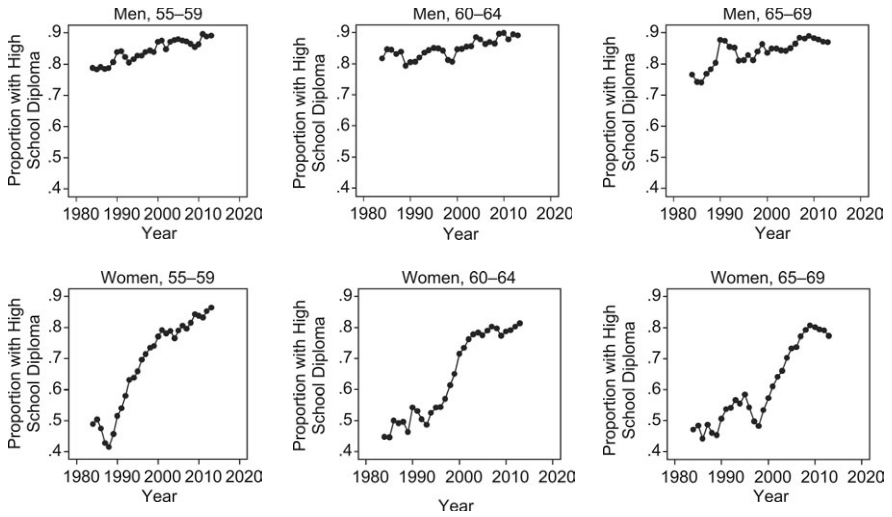 Men, 55–59
Proportion with High
School Diploma
.9
.8
.7
.6
.5
.4
1980 1990 2000 2010 2020
Year
Men, 60–64
Proportion with High
School Diploma
.9
.8
.7
.6
.5
.4
1980 1990 2000 2010 2020
Year
Men, 65–69
Proportion with High
School Diploma
.9
.8
.7
.6
.5
.4
1980 1990 2000 2010 2020
Year
Women, 55–59
Proportion with High
School Diploma
.9
.8
.7
.6
.5
.4
1980 1990 2000 2010 2020
Year
Women, 60–64
Proportion with High
School Diploma
.9
.8
.7
.6
.5
.4
1980 1990 2000 2010 2020
Year
Women, 65–69
Proportion with High
School Diploma
.9
.8
.7
.6
.5
.4
1980 1990 2000 2010 2020
Year